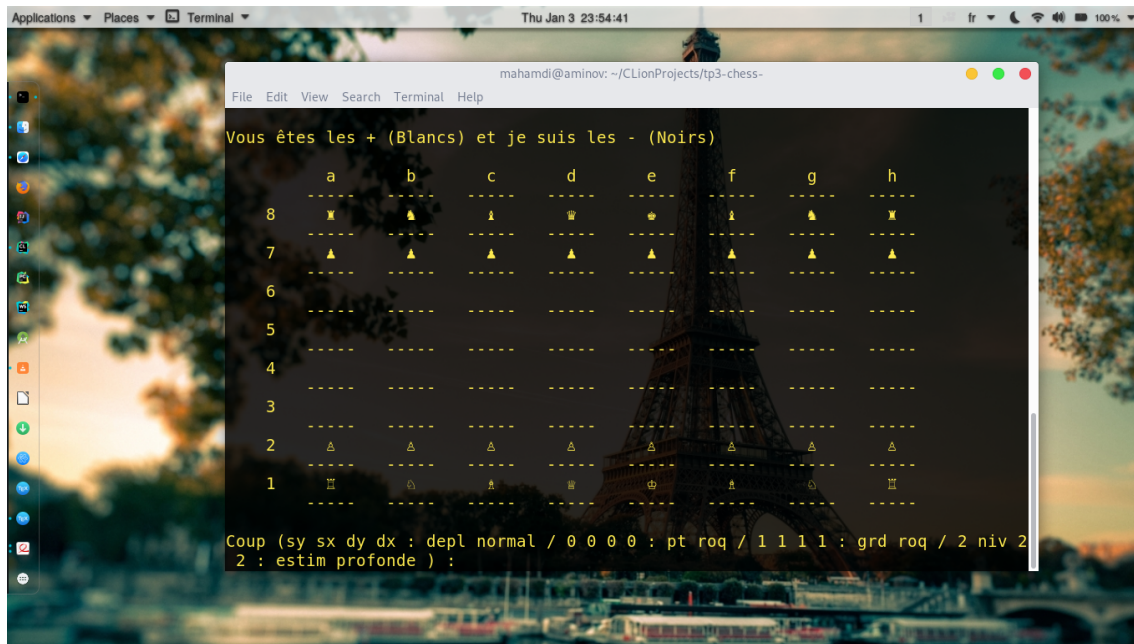 Applications Places Terminal Thu Jan 3 23:54:41 1 fr 100 %
mahamdi@aminov: ~/CLionProjects/tp3-chess-
File Edit View Search Terminal Help
Vous êtes les + (Blancs) et je suis les - (Noirs)
a b c d e f g h
----- ----- ----- ----- ----- ----- ----- -----
8 ♜ ♞ ♝ ♛ ♚ ♝ ♞ ♜
----- ----- ----- ----- ----- ----- ----- -----
7 ♟ ♟ ♟ ♟ ♟ ♟ ♟ ♟
----- ----- ----- ----- ----- ----- ----- -----
6
----- ----- ----- ----- ----- ----- ----- -----
5
----- ----- ----- ----- ----- ----- ----- -----
4
----- ----- ----- ----- ----- ----- ----- -----
3
----- ----- ----- ----- ----- ----- ----- -----
2 ♙ ♙ ♙ ♙ ♙ ♙ ♙ ♙
----- ----- ----- ----- ----- ----- ----- -----
1 ♖ ♘ ♗ ♕ ♔ ♗ ♘ ♖
----- ----- ----- ----- ----- ----- ----- -----
Coup (sy sx dy dx : depl normal / 0 0 0 0 : pt roq / 1 1 1 1 : grd roq / 2 niv 2
2 : estim profonde ) :